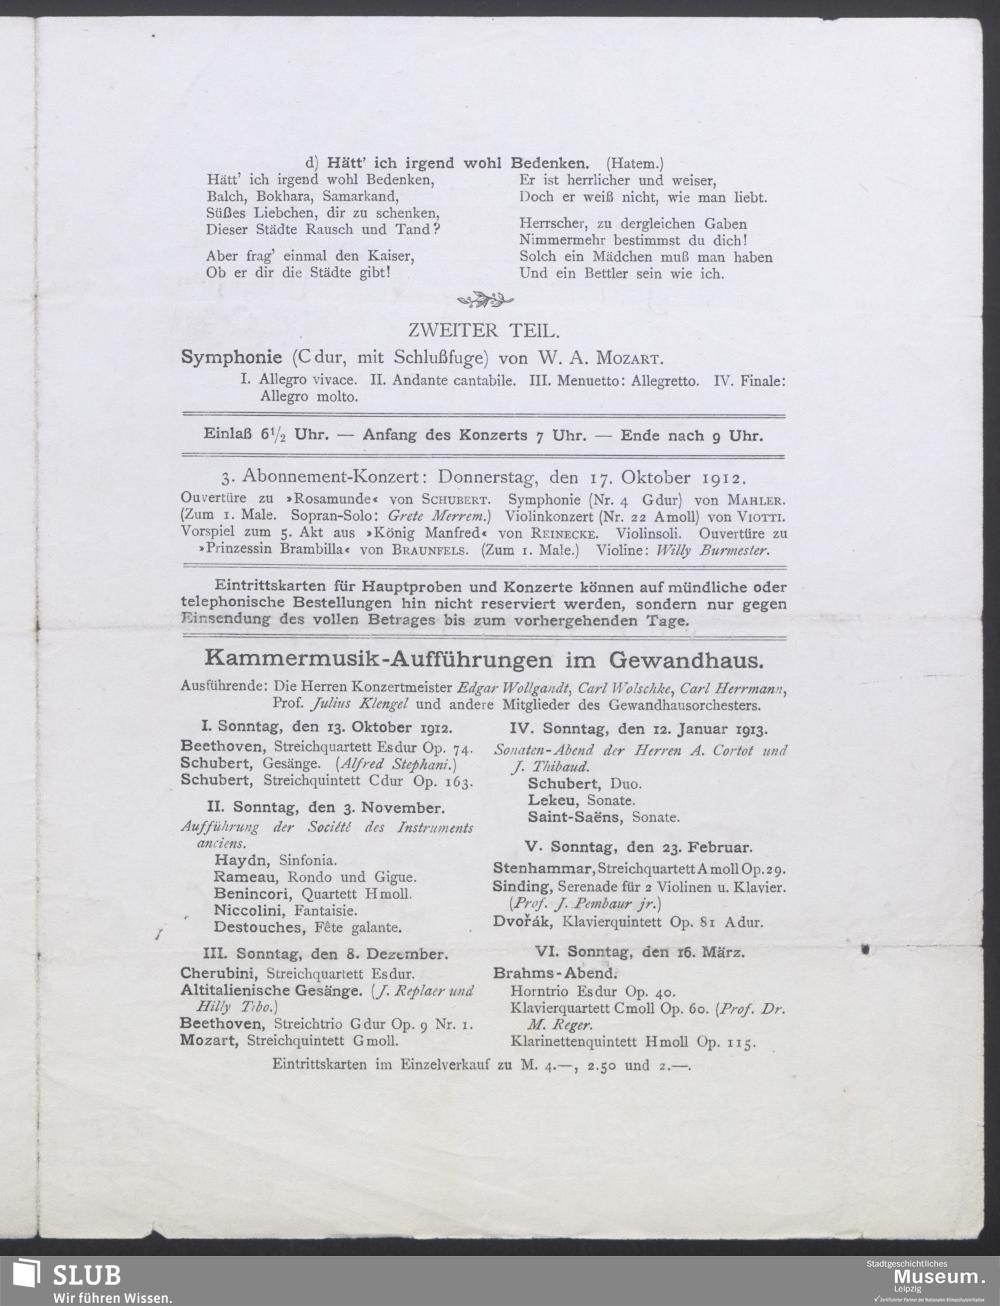 d) Hätt' ich irgend wohl Bedenken. (Hatem.)
Hätt' ich irgend wohl Bedenken,
Balch, Bokhara, Samarkand,
Süßes Liebchen, dir zu schenken,
Dieser Städte Rausch und Tand?
Aber frag' einmal den Kaiser,
Ob er dir die Städte gibt!
Er ist herrlicher und weiser,
Doch er weiß nicht, wie man liebt.
Herrscher, zu dergleichen Gaben
Nimmermehr bestimmst du dich!
Solch ein Mädchen muß man haben
Und ein Bettler sein wie ich.
ZWEITER TEIL.
Symphonie (C dur, mit Schlußfuge) von W. A. MOZART.
I. Allegro vivace. II. Andante cantabile. III. Menuetto: Allegretto. IV. Finale:
Allegro molto.
Einlaß 6 1/2 Uhr. — Anfang des Konzerts 7 Uhr. — Ende nach 9 Uhr.
3. Abonnement-Konzert: Donnerstag, den 17. Oktober 1912.
Ouvertüre zu »Rosamunde« von SCHUBERT. Symphonie (Nr. 4 G dur) von MAHLER.
(Zum 1. Male. Sopran-Solo: Grete Merrem.) Violinkonzert (Nr. 22 A moll) von VIOTTI.
Vorspiel zum 5. Akt aus »König Manfred« von REINECKE. Violinsoli. Ouvertüre zu
»Prinzessin Brambilla« von BRAUNFELS. (Zum 1. Male.) Violine: Willy Burmester.
Eintrittskarten für Hauptproben und Konzerte können auf mündliche oder
telephonische Bestellungen hin nicht reserviert werden, sondern nur gegen
Einsendung des vollen Betrages bis zum vorhergehenden Tage.
Kammermusik-Aufführungen im Gewandhaus.
Ausführende: Die Herren Konzertmeister Edgar Wollgandt, Carl Wolschke, Carl Herrmann,
Prof. Julius Klengel und andere Mitglieder des Gewandhausorchesters.
I. Sonntag, den 13. Oktober 1912.
Beethoven, Streichquartett Es dur Op. 74.
Schubert, Gesänge. (Alfred Stephani.)
Schubert, Streichquintett C dur Op. 163.
II. Sonntag, den 3. November.
Aufführung der Société des Instruments
anciens.
Haydn, Sinfonia.
Rameau, Rondo und Gigue.
Benincori, Quartett H moll.
Niccolini, Fantaisie.
Destouches, Fête galante.
III. Sonntag, den 8. Dezember.
Cherubini, Streichquartett Es dur.
Altitalienische Gesänge. (J. Replaer und
Hilly Tibo.)
Beethoven, Streichtrio G dur Op. 9 Nr. 1.
Mozart, Streichquintett G moll.
IV. Sonntag, den 12. Januar 1913.
Sonaten-Abend der Herren A. Cortot und
J. Thibaud.
Schubert, Duo.
Lekeu, Sonate.
Saint-Saëns, Sonate.
V. Sonntag, den 23. Februar.
Stenhammar, Streichquartett A moll Op. 29.
Sinding, Serenade für 2 Violinen u. Klavier.
(Prof. J. Pembaur jr.)
Dvořák, Klavierquintett Op. 81 A dur.
VI. Sonntag, den 16. März.
Brahms-Abend.
Horntrio Es dur Op. 40.
Klavierquartett C moll Op. 60. (Prof. Dr.
M. Reger.
Klarinettenquintett H moll Op. 115.
Eintrittskarten im Einzelverkauf zu M. 4.—, 2.50 und 2.—.
SLUB
Wir führen Wissen.
Stadtgeschichtliches
Museum.
Leipzig
Zertifizierter Partner der Nationalen Klimaschutzinitiative